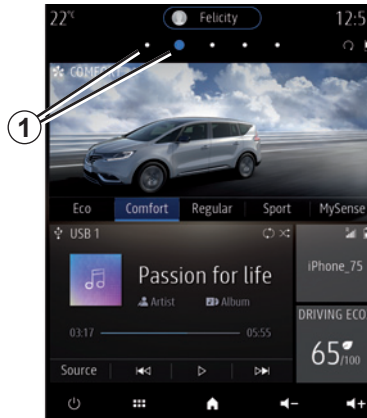 22°C Felicity 12:5
COMFORT
1
Eco Comfort Regular Sport MySense
USB 1
iPhone_75
Passion for life
Artist Album
DRIVING ECO
03:17 05:55
65/100
Source